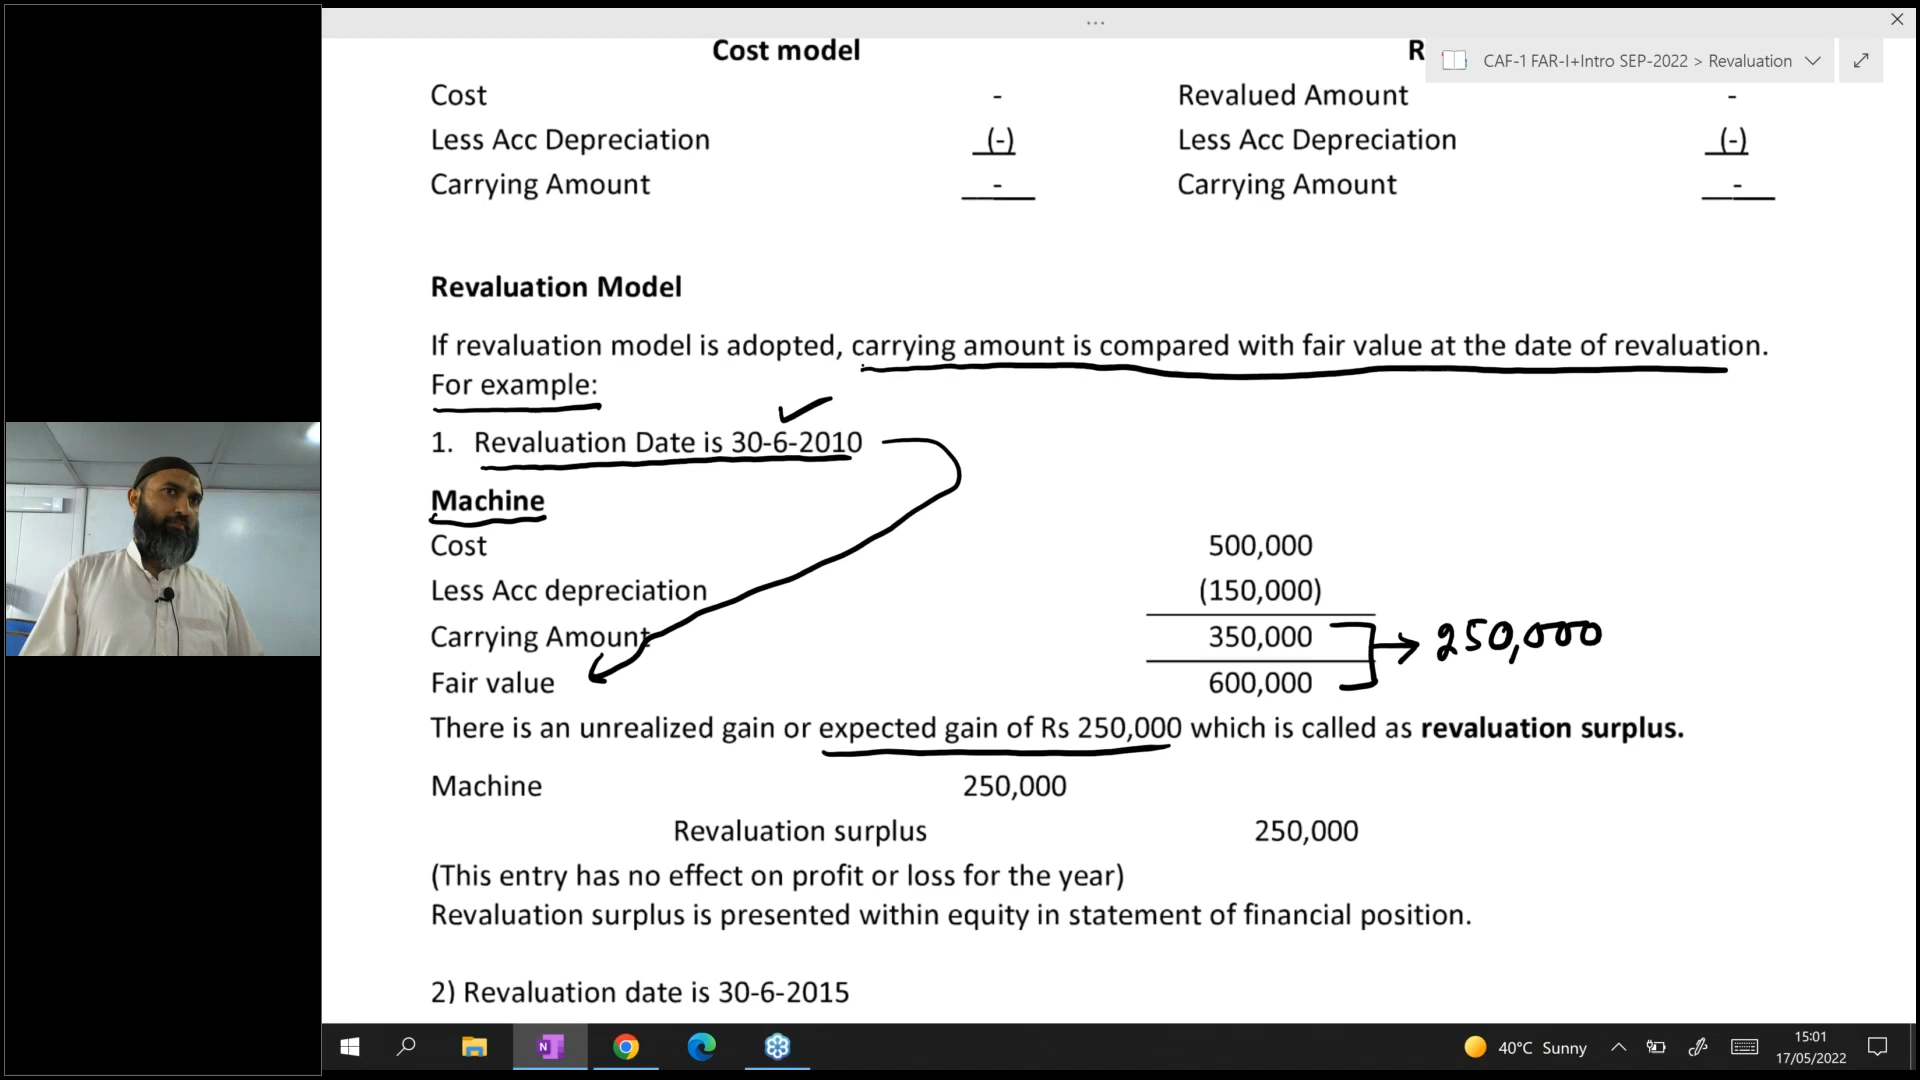 Cost model R
CAF-1 FAR-I+Intro SEP-2022 > Revaluation
Cost - Revalued Amount -
Less Acc Depreciation (-) Less Acc Depreciation (-)
Carrying Amount - Carrying Amount -
Revaluation Model
If revaluation model is adopted, carrying amount is compared with fair value at the date of revaluation.
For example:
1. Revaluation Date is 30-6-2010
Machine
Cost 500,000
Less Acc depreciation (150,000)
Carrying Amount 350,000 → 250,000
Fair value 600,000
There is an unrealized gain or expected gain of Rs 250,000 which is called as revaluation surplus.
Machine 250,000
Revaluation surplus 250,000
(This entry has no effect on profit or loss for the year)
Revaluation surplus is presented within equity in statement of financial position.
2) Revaluation date is 30-6-2015
N
40°C Sunny
15:01
17/05/2022